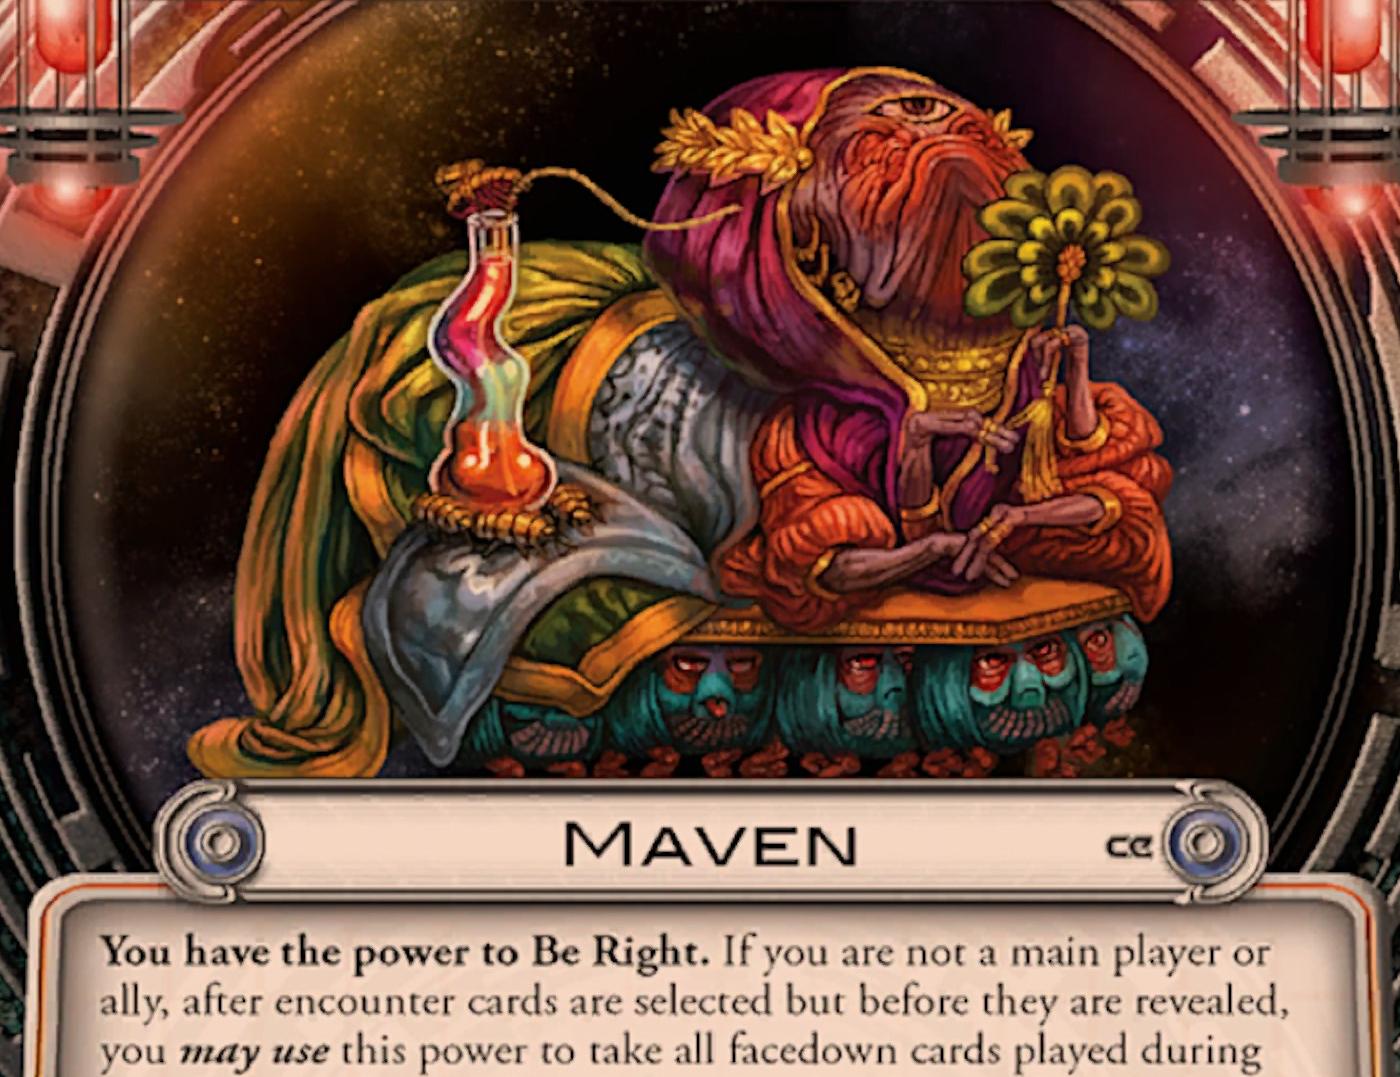 MAVEN
CE
You have the power to Be Right. If you are not a main player or
ally, after encounter cards are selected but before they are revealed,
you may use this power to take all facedown cards played during